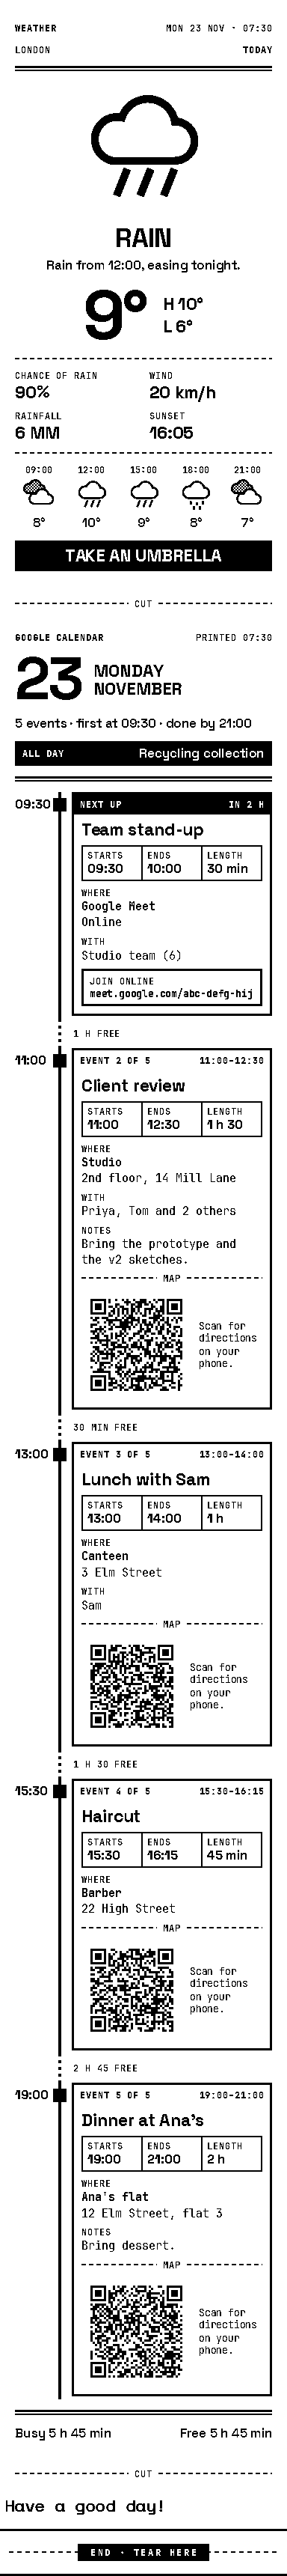 WEATHER MON 23 NOV · 07:30
LONDON TODAY
RAIN
Rain from 12:00, easing tonight.
9° H 10°
L 6°
CHANCE OF RAIN WIND
90% 20 km/h
RAINFALL SUNSET
6 MM 16:05
09:00 12:00 15:00 18:00 21:00
8° 10° 9° 8° 7°
TAKE AN UMBRELLA
CUT
GOOGLE CALENDAR PRINTED 07:30
23 MONDAY
NOVEMBER
5 events · first at 09:30 · done by 21:00
ALL DAY Recycling collection
09:30 NEXT UP IN 2 H
Team stand-up
STARTS ENDS LENGTH
09:30 10:00 30 min
WHERE
Google Meet
Online
WITH
Studio team (6)
JOIN ONLINE
meet.google.com/abc-defg-hij
1 H FREE
11:00 EVENT 2 OF 5 11:00–12:30
Client review
STARTS ENDS LENGTH
11:00 12:30 1 h 30
WHERE
Studio
2nd floor, 14 Mill Lane
WITH
Priya, Tom and 2 others
NOTES
Bring the prototype and
the v2 sketches.
MAP
Scan for
directions
on your
phone.
30 MIN FREE
13:00 EVENT 3 OF 5 13:00–14:00
Lunch with Sam
STARTS ENDS LENGTH
13:00 14:00 1 h
WHERE
Canteen
3 Elm Street
WITH
Sam
MAP
Scan for
directions
on your
phone.
1 H 30 FREE
15:30 EVENT 4 OF 5 15:30–16:15
Haircut
STARTS ENDS LENGTH
15:30 16:15 45 min
WHERE
Barber
22 High Street
MAP
Scan for
directions
on your
phone.
2 H 45 FREE
19:00 EVENT 5 OF 5 19:00–21:00
Dinner at Ana's
STARTS ENDS LENGTH
19:00 21:00 2 h
WHERE
Ana's flat
12 Elm Street, flat 3
NOTES
Bring dessert.
MAP
Scan for
directions
on your
phone.
Busy 5 h 45 min Free 5 h 45 min
CUT
Have a good day!
END · TEAR HERE